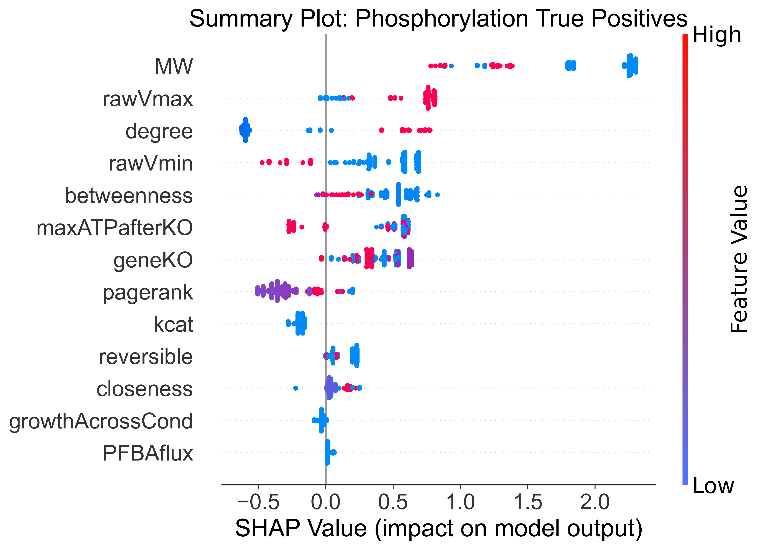 Summary Plot: Phosphorylation True Positives
High
MW
rawVmax
degree
rawVmin
betweenness
maxATPafterKO
geneKO
pagerank
kcat
reversible
closeness
growthAcrossCond
PFBAflux
Feature Value
Low
−0.5 0.0 0.5 1.0 1.5 2.0
SHAP Value (impact on model output)